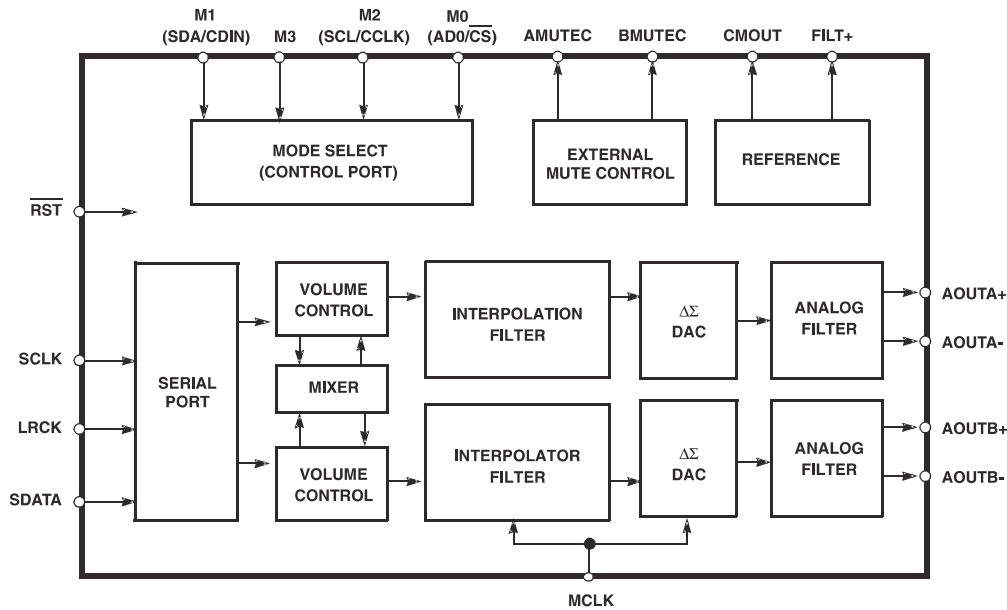 M1
(SDA/CDIN)
M3
M2
(SCL/CCLK)
M0
(AD0/CS)
AMUTEC
BMUTEC
CMOUT
FILT+
MODE SELECT
(CONTROL PORT)
EXTERNAL
MUTE CONTROL
REFERENCE
RST
SERIAL
PORT
VOLUME
CONTROL
INTERPOLATION
FILTER
ΔΣ
DAC
ANALOG
FILTER
AOUTA+
AOUTA-
SCLK
MIXER
LRCK
SDATA
VOLUME
CONTROL
INTERPOLATOR
FILTER
ΔΣ
DAC
ANALOG
FILTER
AOUTB+
AOUTB-
MCLK